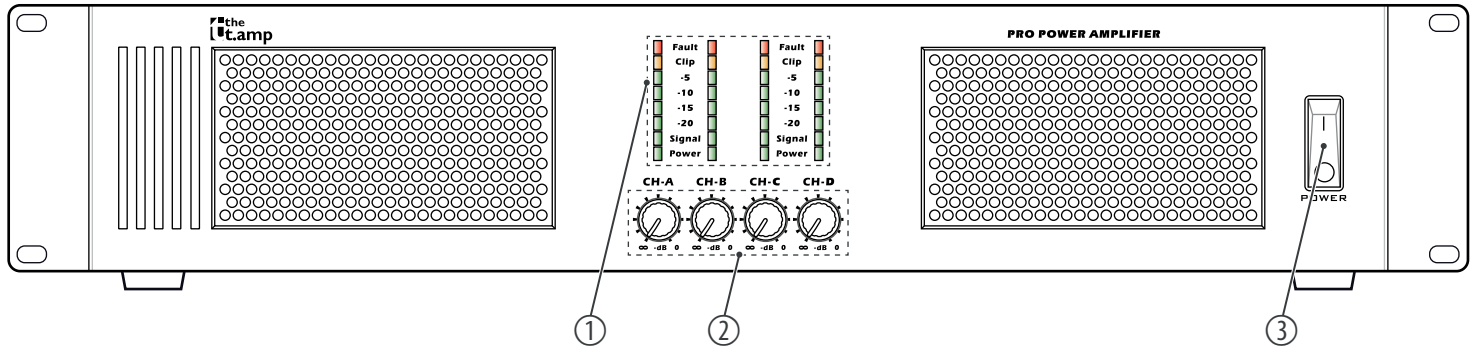 the
t.amp
PRO POWER AMPLIFIER
Fault Fault
Clip Clip
-5 -5
-10 -10
-15 -15
-20 -20
Signal Signal
Power Power
CH-A CH-B CH-C CH-D
∞ -dB 0 ∞ -dB 0 ∞ -dB 0 ∞ -dB 0
POWER
1 2 3